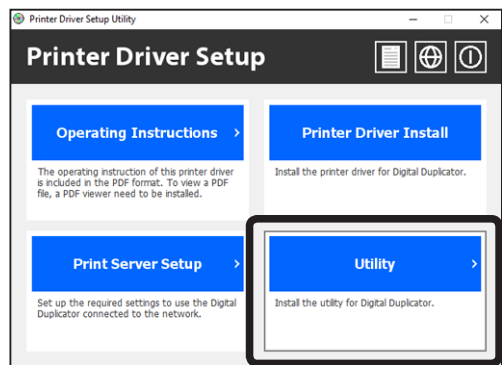 Printer Driver Setup Utility
Printer Driver Setup
Operating Instructions
The operating instruction of this printer driver
is included in the PDF format. To view a PDF
file, a PDF viewer need to be installed.
Printer Driver Install
Install the printer driver for Digital Duplicator.
Print Server Setup
Set up the required settings to use the Digital
Duplicator connected to the network.
Utility
Install the utility for Digital Duplicator.